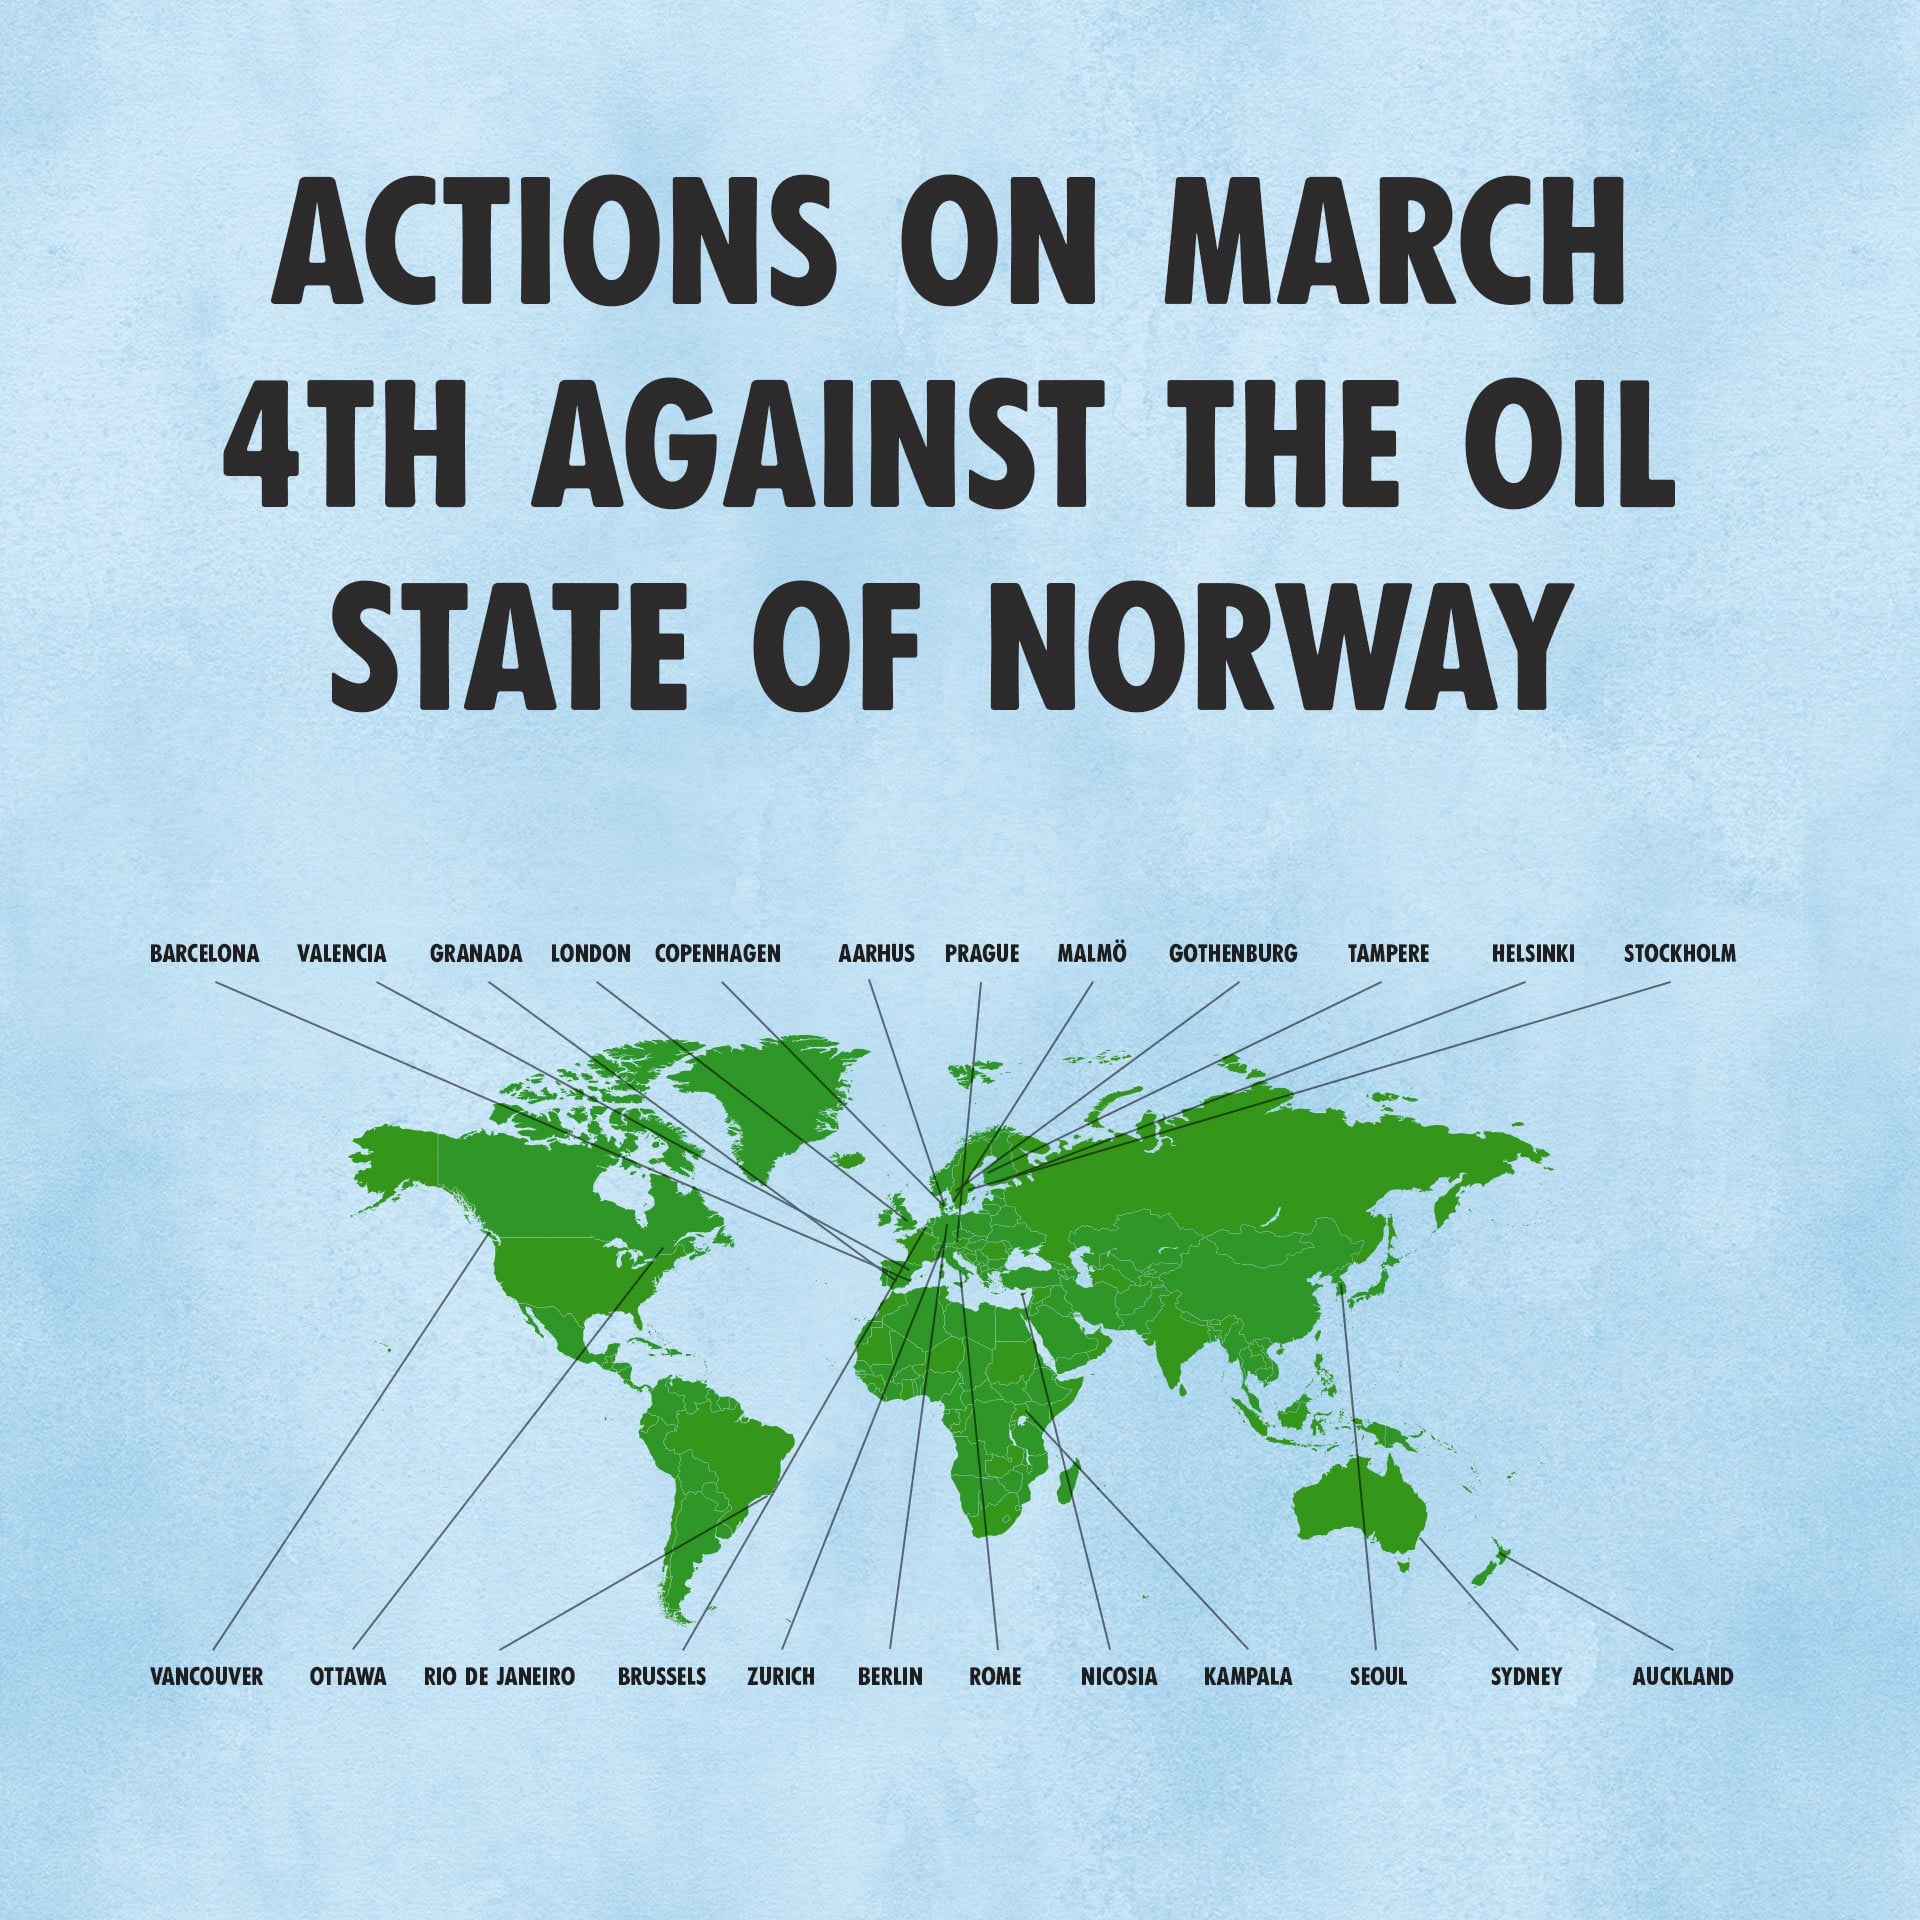 ACTIONS ON MARCH
4TH AGAINST THE OIL
STATE OF NORWAY
BARCELONA VALENCIA GRANADA LONDON COPENHAGEN AARHUS PRAGUE MALMÖ GOTHENBURG TAMPERE HELSINKI STOCKHOLM
VANCOUVER OTTAWA RIO DE JANEIRO BRUSSELS ZURICH BERLIN ROME NICOSIA KAMPALA SEOUL SYDNEY AUCKLAND